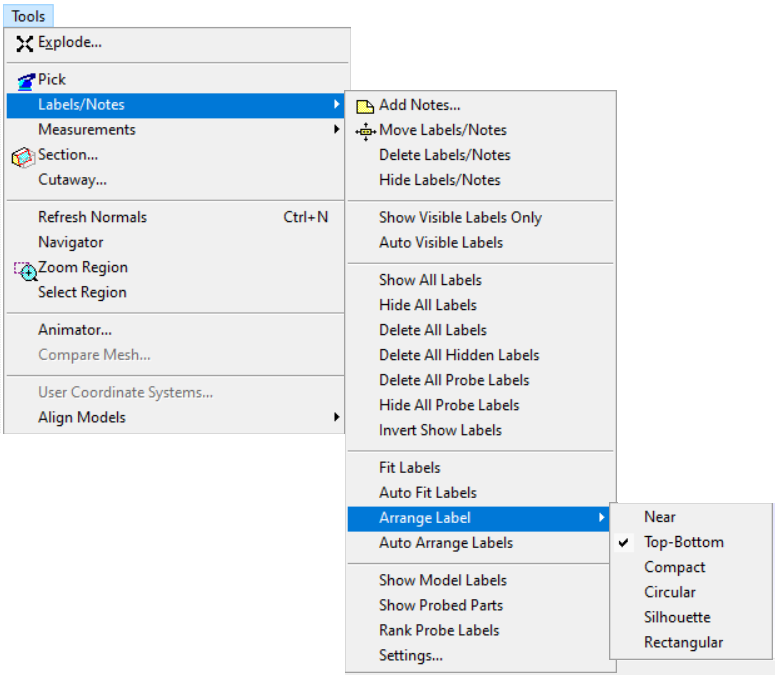 Tools
Explode...
Pick
Labels/Notes
Measurements
Section...
Cutaway...
Refresh Normals Ctrl+N
Navigator
Zoom Region
Select Region
Animator...
Compare Mesh...
User Coordinate Systems...
Align Models
Add Notes...
Move Labels/Notes
Delete Labels/Notes
Hide Labels/Notes
Show Visible Labels Only
Auto Visible Labels
Show All Labels
Hide All Labels
Delete All Labels
Delete All Hidden Labels
Delete All Probe Labels
Hide All Probe Labels
Invert Show Labels
Fit Labels
Auto Fit Labels
Arrange Label
Auto Arrange Labels
Show Model Labels
Show Probed Parts
Rank Probe Labels
Settings...
Near
Top-Bottom
Compact
Circular
Silhouette
Rectangular